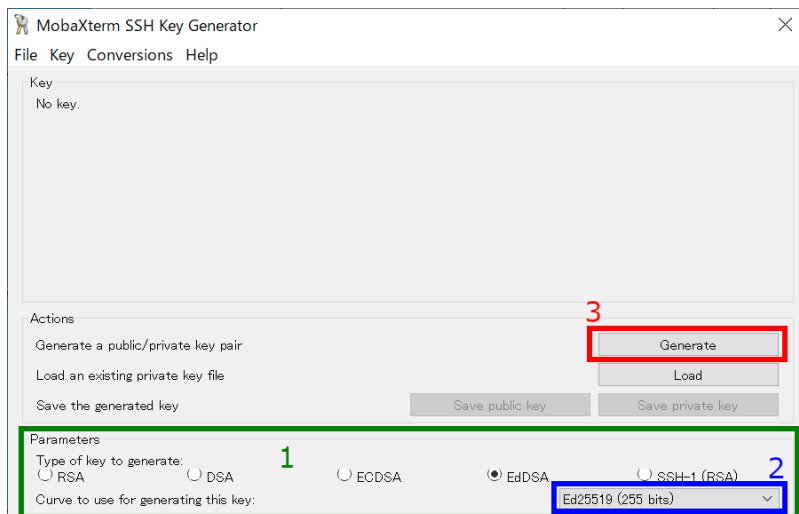 MobaXterm SSH Key Generator
File Key Conversions Help
Key
No key.
Actions
3
Generate a public/private key pair Generate
Load an existing private key file Load
Save the generated key Save public key Save private key
Parameters
Type of key to generate: 1
RSA DSA ECDSA EdDSA SSH-1 (RSA) 2
Curve to use for generating this key: Ed25519 (255 bits)